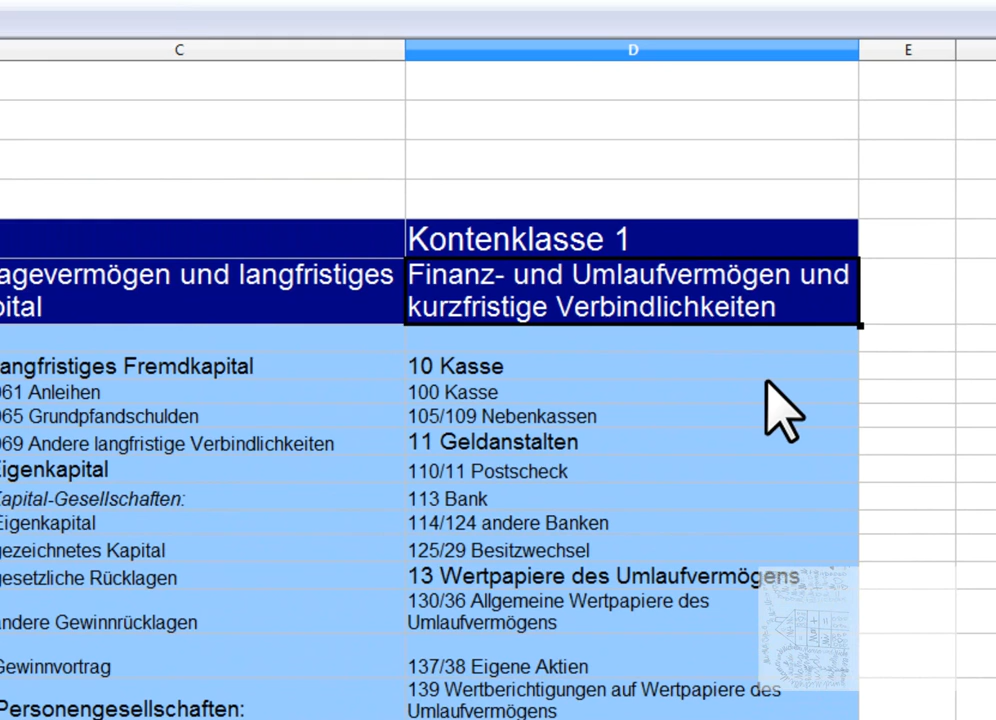 C D E
Kontenklasse 1
agevermögen und langfristiges Finanz- und Umlaufvermögen und
kurzfristige Verbindlichkeiten
angfristiges Fremdkapital 10 Kasse
061 Anleihen 100 Kasse
065 Grundpfandschulden 105/109 Nebenkassen
069 Andere langfristige Verbindlichkeiten 11 Geldanstalten
Eigenkapital 110/11 Postscheck
Kapital-Gesellschaften: 113 Bank
Eigenkapital 114/124 andere Banken
gezeichnetes Kapital 125/29 Besitzwechsel
gesetzliche Rücklagen 13 Wertpapiere des Umlaufvermögens
andere Gewinnrücklagen 130/36 Allgemeine Wertpapiere des
Umlaufvermögens
Gewinnvortrag 137/38 Eigene Aktien
Personengesellschaften: 139 Wertberichtigungen auf Wertpapiere des
Umlaufvermögens